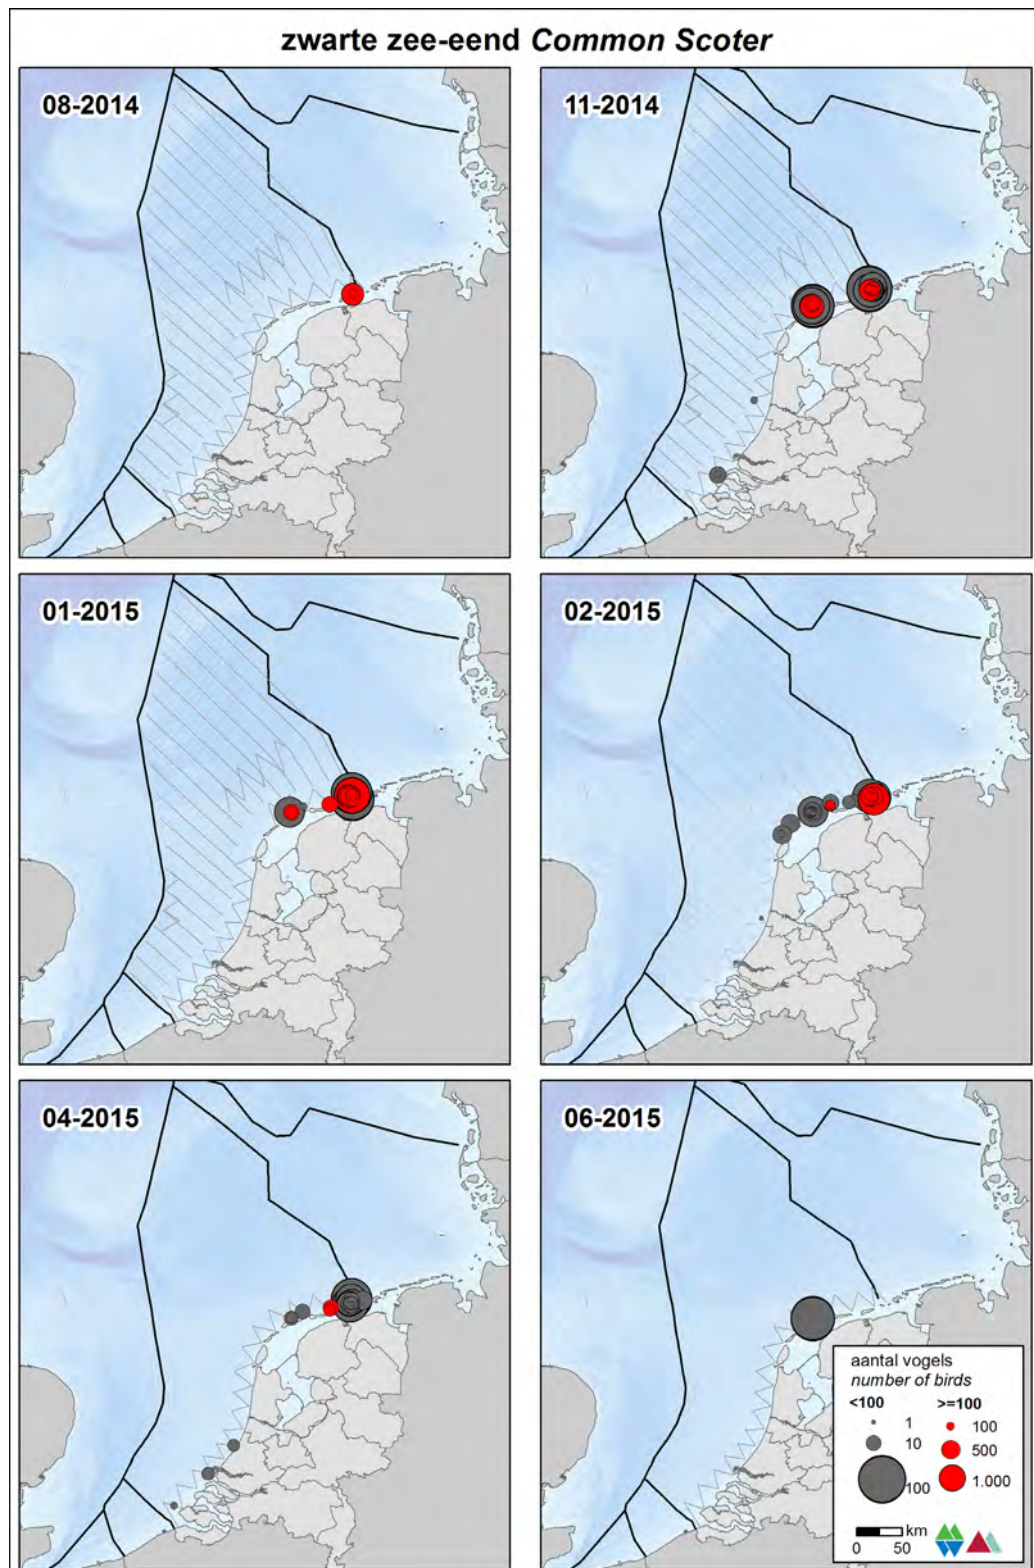 zwarte zee-eend Common Scoter
08-2014
11-2014
01-2015
02-2015
04-2015
06-2015
aantal vogels
number of birds
<100 >=100
1 100
10 500
100 1.000
km
0 50